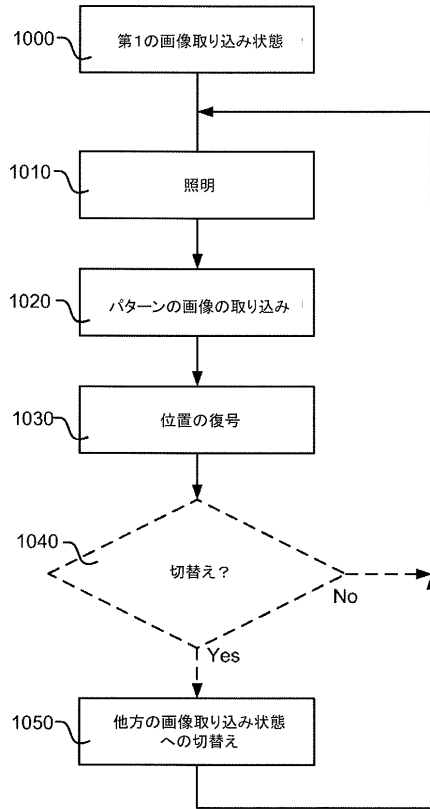 1000
第1の画像取り込み状態
1010
照明
1020
パターンの画像の取り込み
1030
位置の復号
1040
切替え?
No
Yes
1050
他方の画像取り込み状態
への切替え